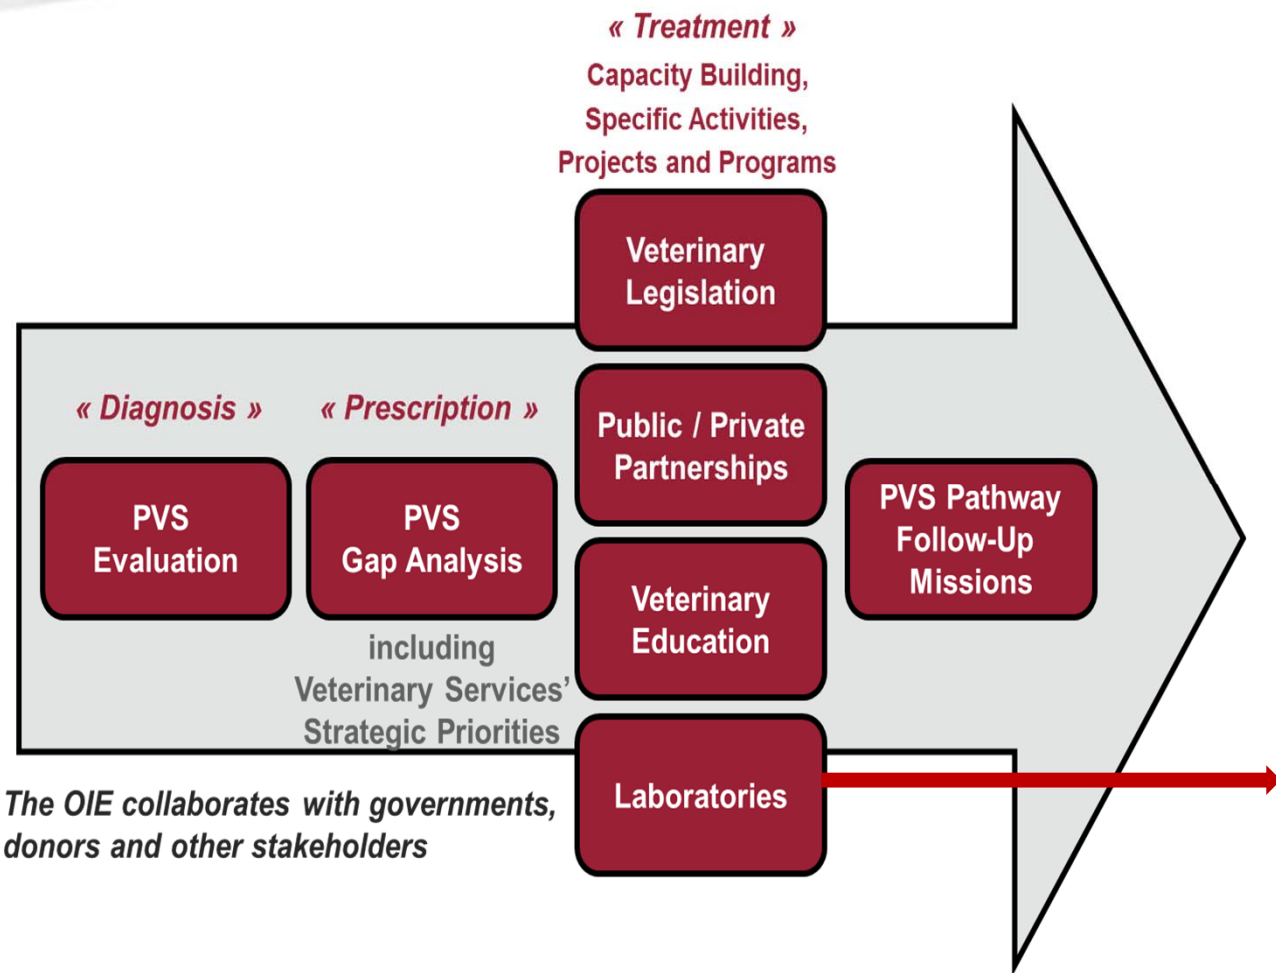 « Treatment »
Capacity Building,
Specific Activities,
Projects and Programs
Veterinary
Legislation
« Diagnosis »
« Prescription »
Public / Private
Partnerships
PVS
Evaluation
PVS
Gap Analysis
PVS Pathway
Follow-Up
Missions
Veterinary
Education
including
Veterinary Services'
Strategic Priorities
Laboratories
The OIE collaborates with governments,
donors and other stakeholders